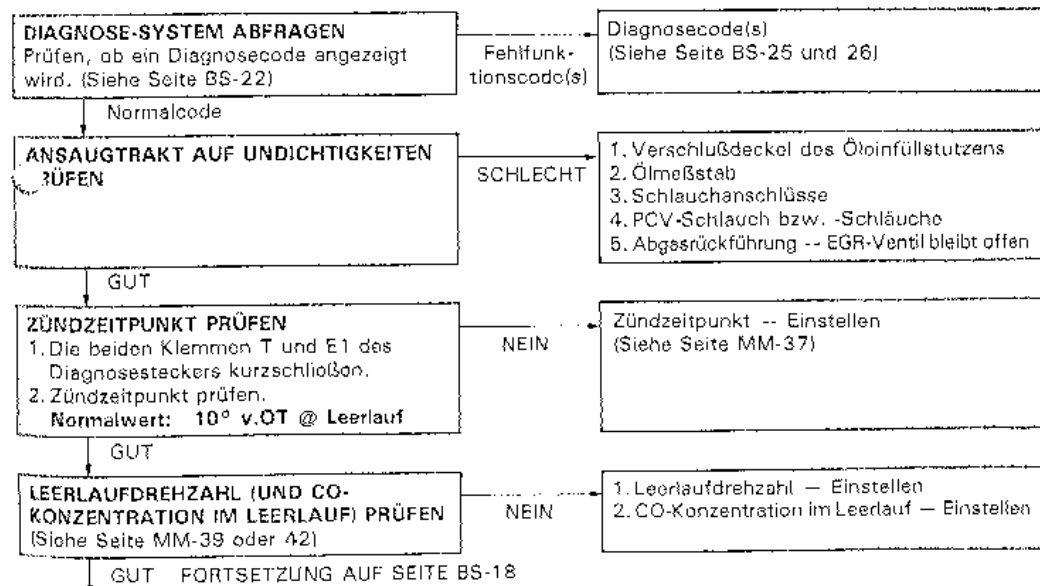 DIAGNOSE-SYSTEM ABFRAGEN
Prüfen, ob ein Diagnosecode angezeigt
wird. (Siehe Seite BS-22)
Fehlfunk-
tionscode(s)
Diagnosecode(s)
(Siehe Seite BS-25 und 26)
Normalcode
ANSAUGTRAKT AUF UNDICHTIGKEITEN
PRÜFEN
SCHLECHT
1. Verschlußdeckel des Öleinfüllstutzens
2. Ölmeßstab
3. Schlauchanschlüsse
4. PCV-Schlauch bzw. -Schläuche
5. Abgasrückführung -- EGR-Ventil bleibt offen
GUT
ZÜNDZEITPUNKT PRÜFEN
1. Die beiden Klemmen T und E1 des
Diagnosesteckers kurzschließen.
2. Zündzeitpunkt prüfen.
Normalwert: 10° v.OT @ Leerlauf
NEIN
Zündzeitpunkt -- Einstellen
(Siehe Seite MM-37)
GUT
LEERLAUFDREHZAHL (UND CO-
KONZENTRATION IM LEERLAUF) PRÜFEN
(Siehe Seite MM-39 oder 42)
NEIN
1. Leerlaufdrehzahl — Einstellen
2. CO-Konzentration im Leerlauf — Einstellen
GUT FORTSETZUNG AUF SEITE BS-18